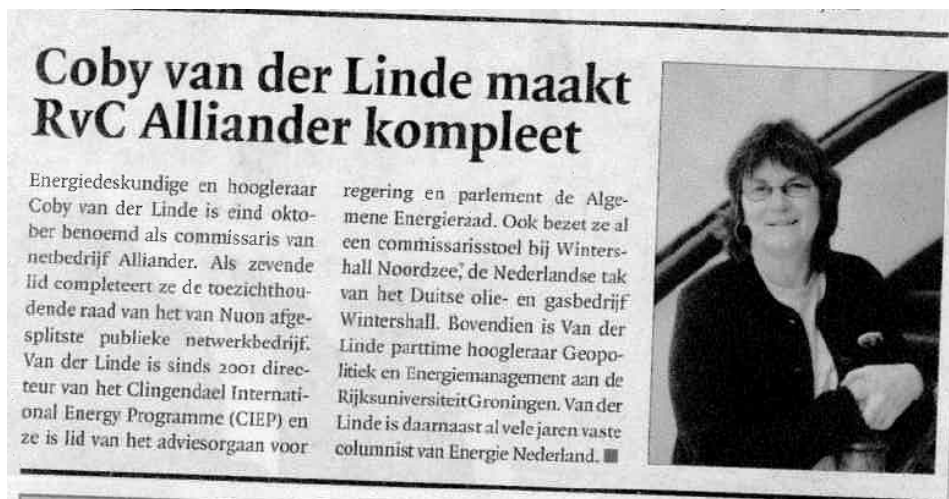 Coby van der Linde maakt
RvC Alliander kompleet
Energiedeskundige en hoogleraar
Coby van der Linde is eind okto-
ber benoemd als commissaris van
netbedrijf Alliander. Als zevende
lid completeert ze de toezichthou-
dende raad van het van Nuon afge-
splitste publieke netwerkbedrijf.
Van der Linde is sinds 2001 direc-
teur van het Clingendael Internati-
onal Energy Programme (CIEP) en
ze is lid van het adviesorgaan voor
regering en parlement de Alge-
mene Energieraad. Ook bezet ze al
een commissarisstoel bij Winters-
hall Noordzee, de Nederlandse tak
van het Duitse olie- en gasbedrijf
Wintershall. Bovendien is Van der
Linde parttime hoogleraar Geopo-
litiek en Energiemanagement aan de
Rijksuniversiteit Groningen. Van der
Linde is daarnaast al vele jaren vaste
columnist van Energie Nederland.